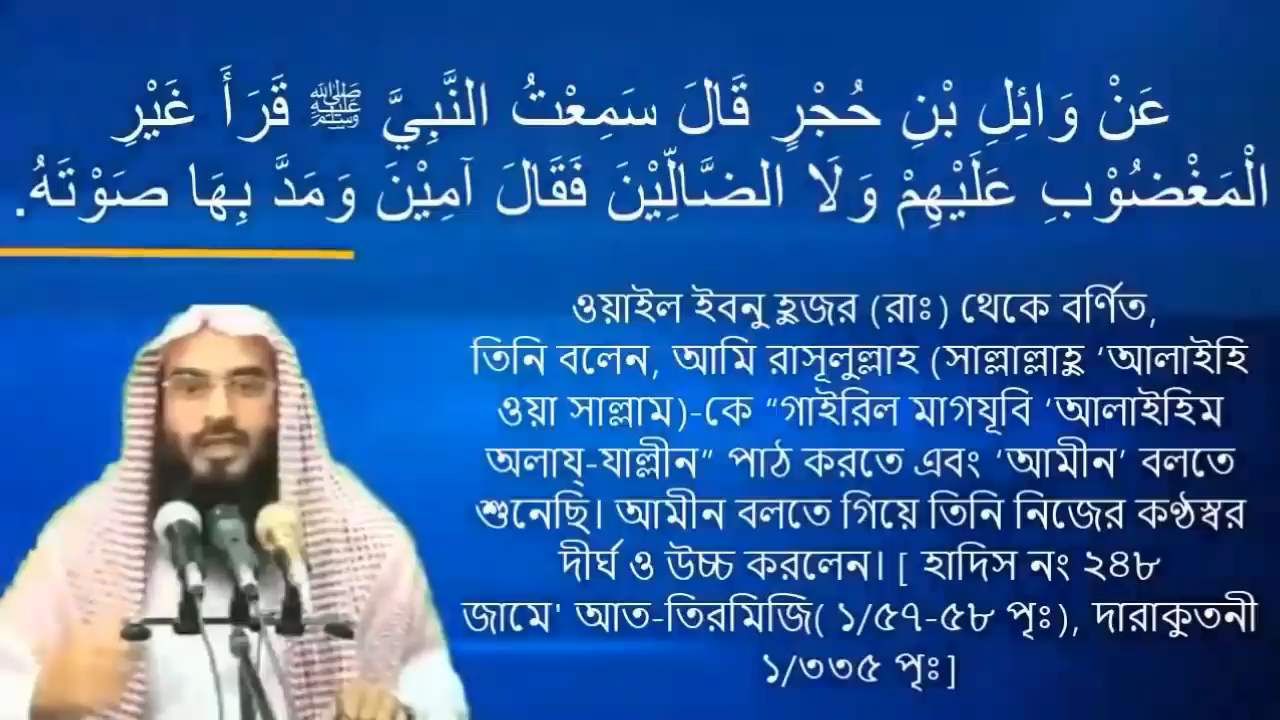 عَنْ وَائِلِ بْنِ حُجْرٍ قَالَ سَمِعْتُ النَّبِيَّ ﷺ قَرَأَ غَيْرِ
الْمَغْضُوْبِ عَلَيْهِمْ وَلَا الضَّالِّيْنَ فَقَالَ آمِيْنَ وَمَدَّ بِهَا صَوْتَهُ.
ওয়াইল ইবনু হুজর (রাঃ) থেকে বর্ণিত,
তিনি বলেন, আমি রাসূলুল্লাহ (সাল্লাল্লাহু ‘আলাইহি
ওয়া সাল্লাম)-কে “গাইরিল মাগযূবি ‘আলাইহিম
অলায্-যাল্লীন” পাঠ করতে এবং ‘আমীন’ বলতে
শুনেছি। আমীন বলতে গিয়ে তিনি নিজের কণ্ঠস্বর
দীর্ঘ ও উচ্চ করলেন। [ হাদিস নং ২৪৮
জামে' আত-তিরমিজি( ১/৫৭-৫৮ পৃঃ), দারাকুতনী
১/৩৩৫ পৃঃ]